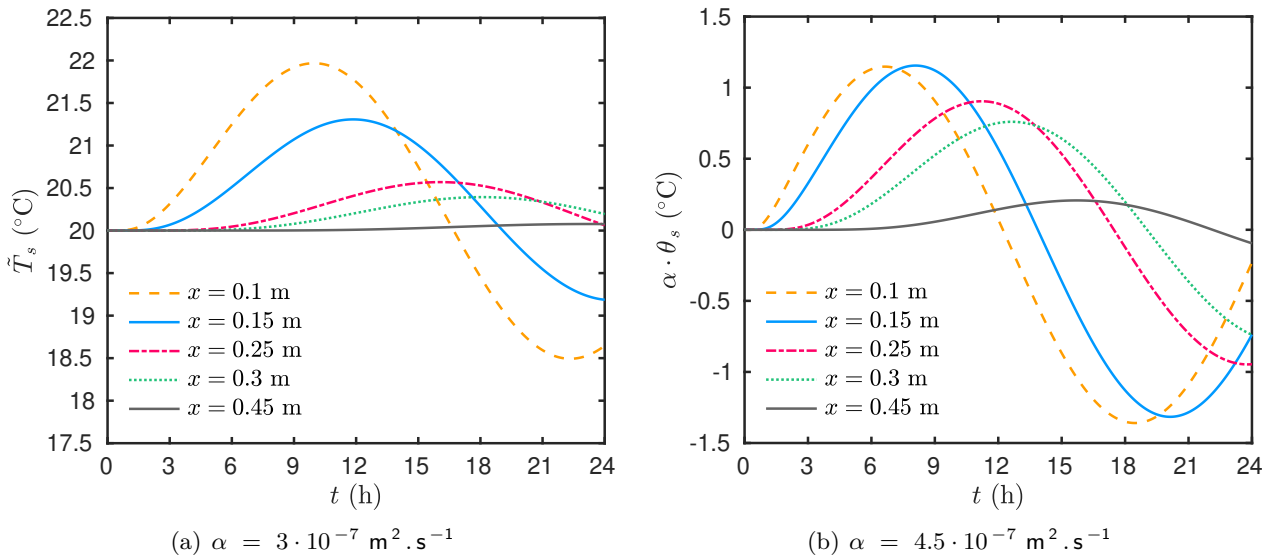 22.5
22
21.5
21
20.5
20
19.5
19
18.5
18
17.5
T̃ₛ (°C)
x = 0.1 m
x = 0.15 m
x = 0.25 m
x = 0.3 m
x = 0.45 m
0 3 6 9 12 15 18 21 24
t (h)
(a) α = 3·10⁻⁷ m².s⁻¹
1.5
1
0.5
0
-0.5
-1
-1.5
α · θₛ (°C)
x = 0.1 m
x = 0.15 m
x = 0.25 m
x = 0.3 m
x = 0.45 m
0 3 6 9 12 15 18 21 24
t (h)
(b) α = 4.5·10⁻⁷ m².s⁻¹